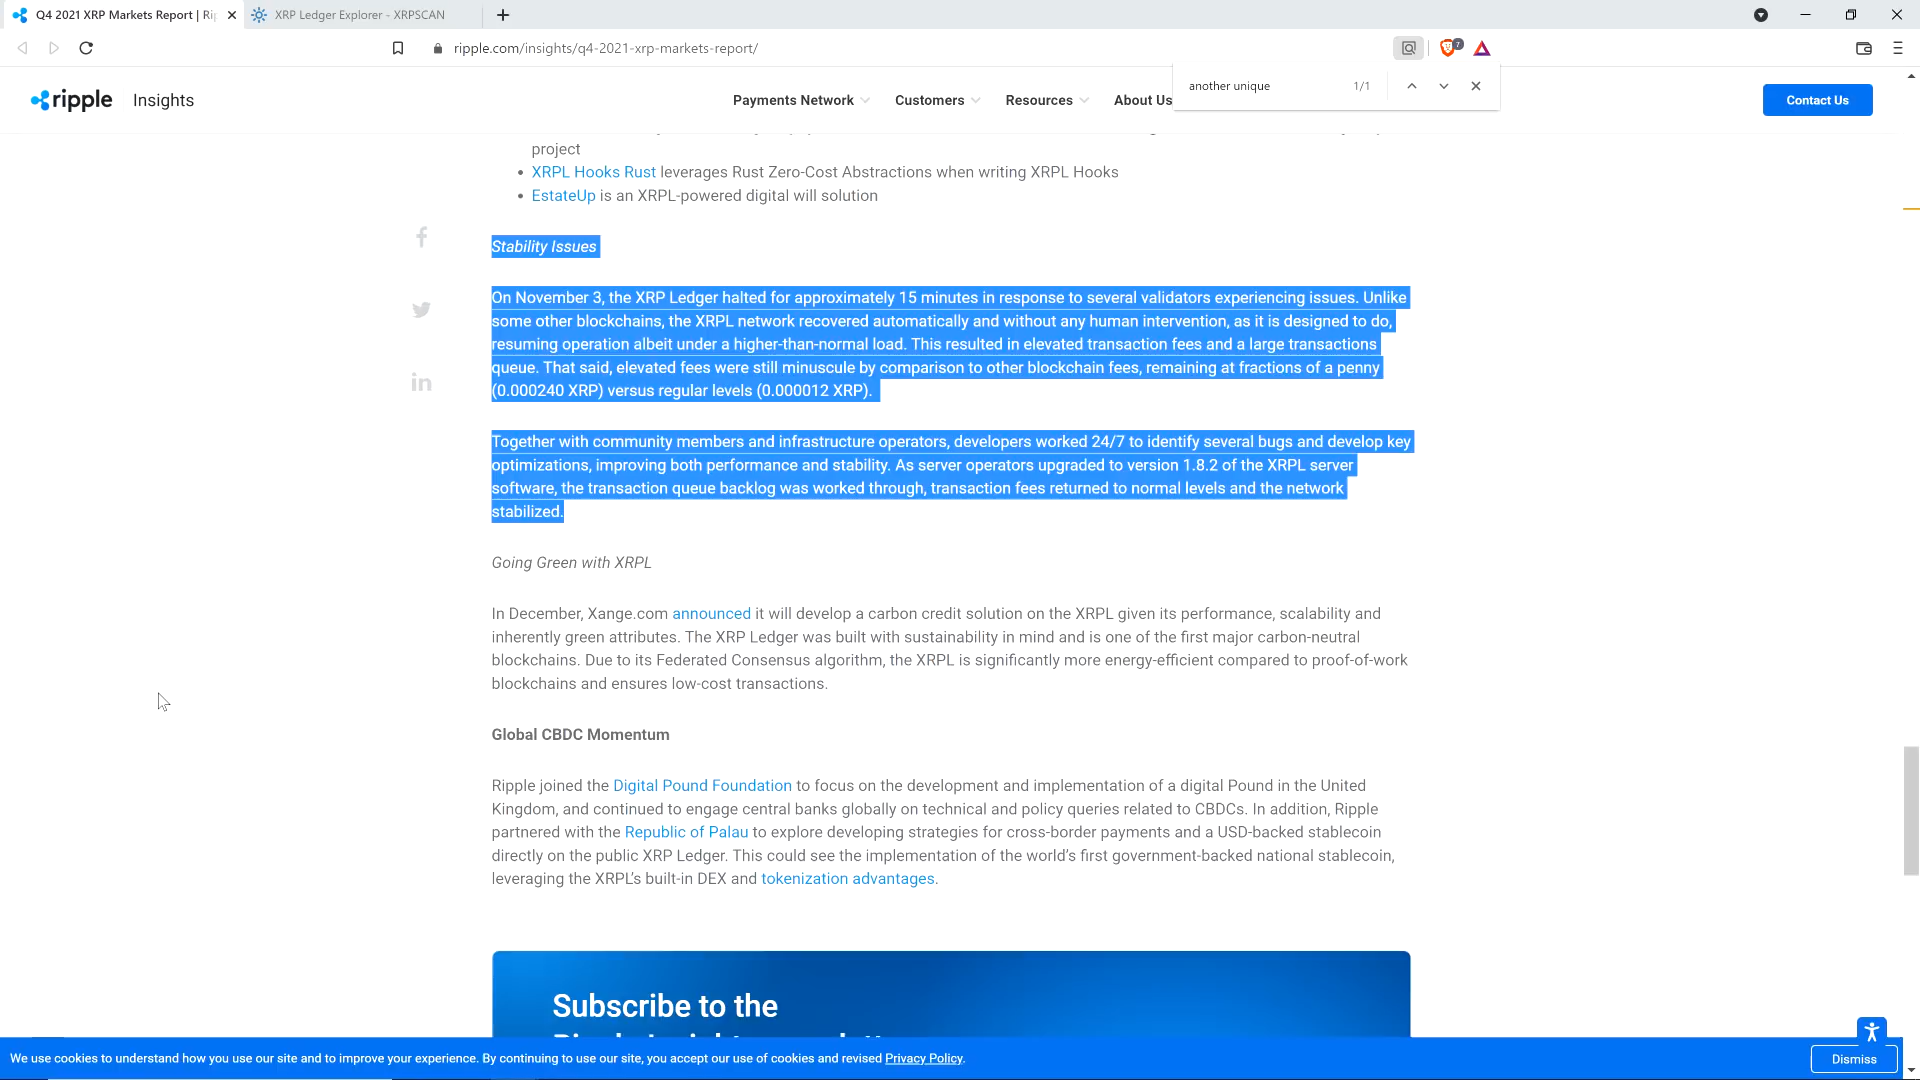 Q4 2021 XRP Markets Report | Rip
XRP Ledger Explorer - XRPSCAN
ripple.com/insights/q4-2021-xrp-markets-report/
7
another unique 1/1
ripple Insights
Payments Network Customers Resources About Us
Contact Us
project
• XRPL Hooks Rust leverages Rust Zero-Cost Abstractions when writing XRPL Hooks
• EstateUp is an XRPL-powered digital will solution
Stability Issues
On November 3, the XRP Ledger halted for approximately 15 minutes in response to several validators experiencing issues. Unlike
some other blockchains, the XRPL network recovered automatically and without any human intervention, as it is designed to do,
resuming operation albeit under a higher-than-normal load. This resulted in elevated transaction fees and a large transactions
queue. That said, elevated fees were still minuscule by comparison to other blockchain fees, remaining at fractions of a penny
(0.000240 XRP) versus regular levels (0.000012 XRP).
Together with community members and infrastructure operators, developers worked 24/7 to identify several bugs and develop key
optimizations, improving both performance and stability. As server operators upgraded to version 1.8.2 of the XRPL server
software, the transaction queue backlog was worked through, transaction fees returned to normal levels and the network
stabilized.
Going Green with XRPL
In December, Xange.com announced it will develop a carbon credit solution on the XRPL given its performance, scalability and
inherently green attributes. The XRP Ledger was built with sustainability in mind and is one of the first major carbon-neutral
blockchains. Due to its Federated Consensus algorithm, the XRPL is significantly more energy-efficient compared to proof-of-work
blockchains and ensures low-cost transactions.
Global CBDC Momentum
Ripple joined the Digital Pound Foundation to focus on the development and implementation of a digital Pound in the United
Kingdom, and continued to engage central banks globally on technical and policy queries related to CBDCs. In addition, Ripple
partnered with the Republic of Palau to explore developing strategies for cross-border payments and a USD-backed stablecoin
directly on the public XRP Ledger. This could see the implementation of the world's first government-backed national stablecoin,
leveraging the XRPL's built-in DEX and tokenization advantages.
Subscribe to the
We use cookies to understand how you use our site and to improve your experience. By continuing to use our site, you accept our use of cookies and revised Privacy Policy.
Dismiss